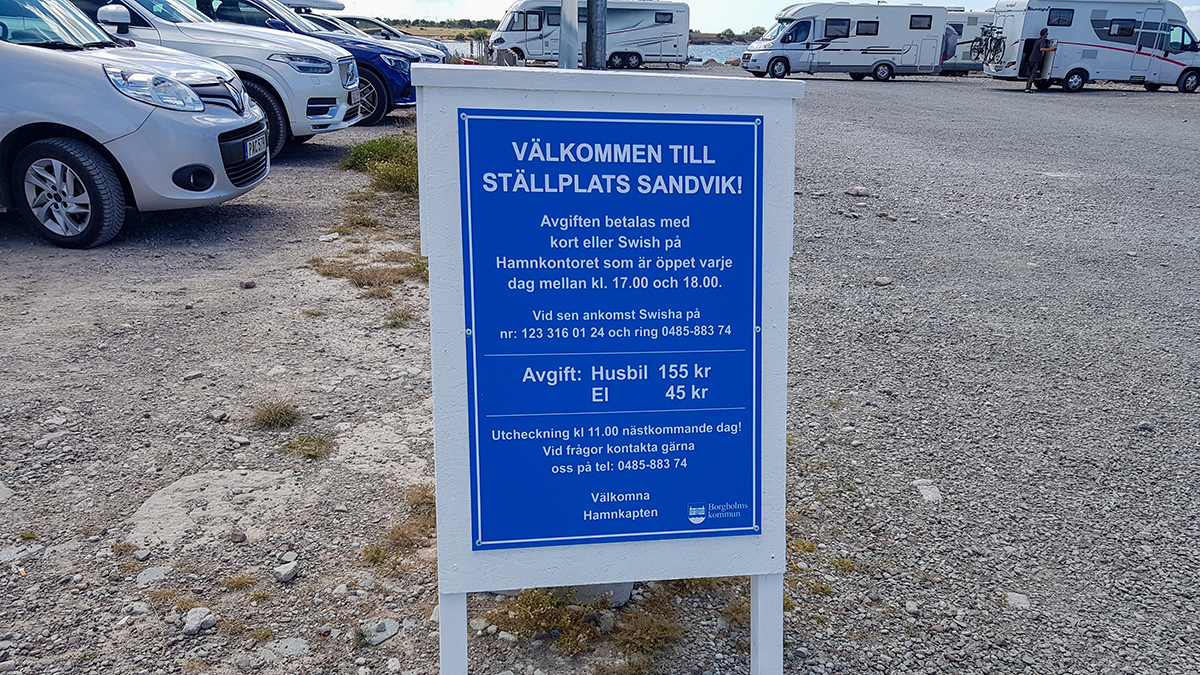 VÄLKOMMEN TILL
STÄLLPLATS SANDVIK!
Avgiften betalas med
kort eller Swish på
Hamnkontoret som är öppet varje
dag mellan kl. 17.00 och 18.00.
Vid sen ankomst Swisha på
nr: 123 316 01 24 och ring 0485-883 74
Avgift: Husbil 155 kr
El 45 kr
Utcheckning kl 11.00 nästkommande dag!
Vid frågor kontakta gärna
oss på tel: 0485-883 74
Välkomna
Hamnkapten
Borgholms
kommun